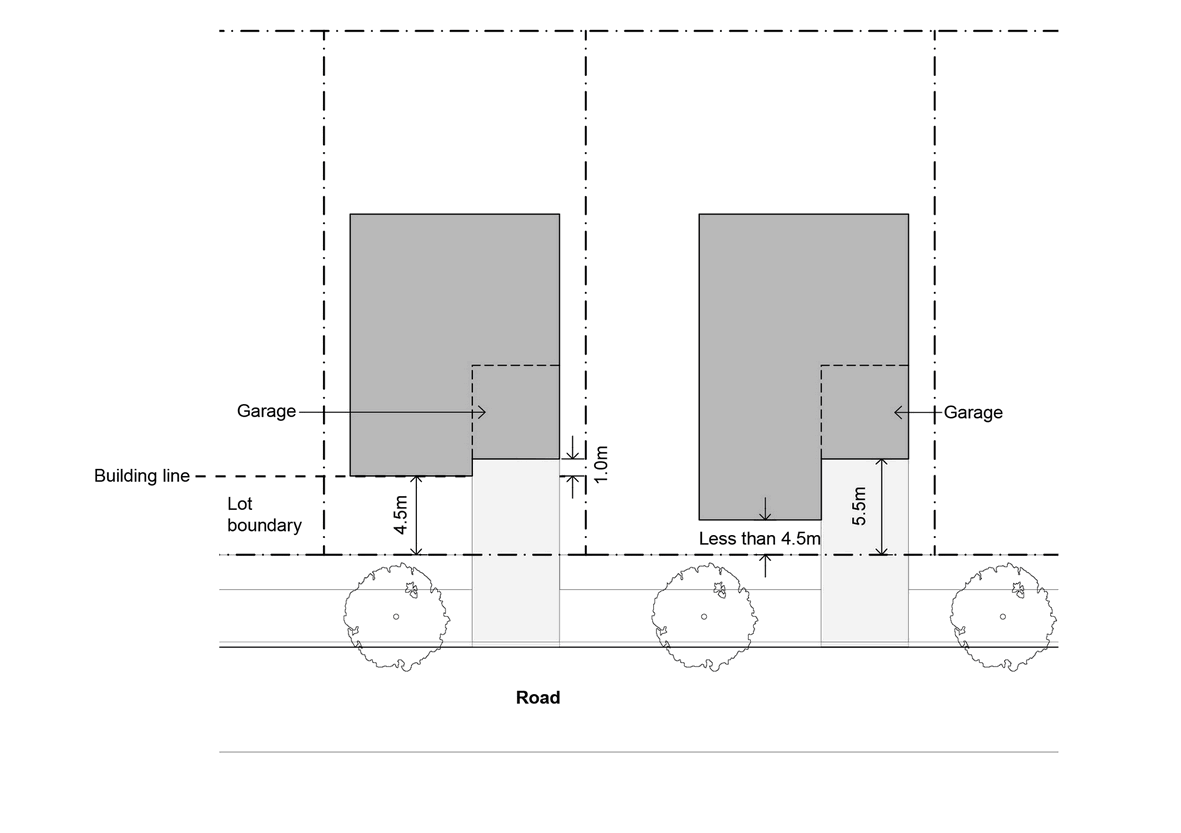 Garage
Garage
Building line
1.0m
Lot
boundary
4.5m
5.5m
Less than 4.5m
Road